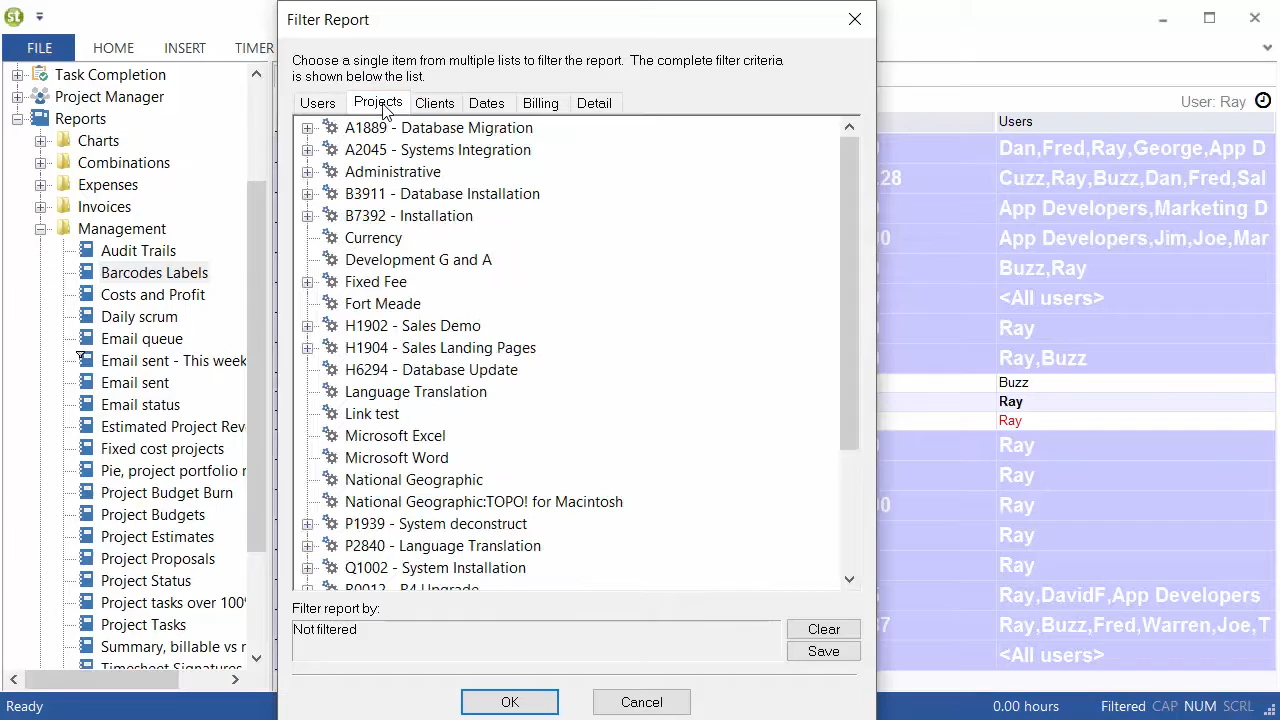 st
Filter Report
FILE HOME INSERT TIMER
Choose a single item from multiple lists to filter the report. The complete filter criteria
is shown below the list.
Users Projects Clients Dates Billing Detail
Task Completion
Project Manager
Reports
Charts
Combinations
Expenses
Invoices
Management
Audit Trails
Barcodes Labels
Costs and Profit
Daily scrum
Email queue
Email sent - This week
Email sent
Email status
Estimated Project Rev
Fixed cost projects
Pie, project portfolio r
Project Budget Burn
Project Budgets
Project Estimates
Project Proposals
Project Status
Project tasks over 100%
Project Tasks
Summary, billable vs r
Timesheet Signatures
A1889 - Database Migration
A2045 - Systems Integration
Administrative
B3911 - Database Installation
B7392 - Installation
Currency
Development G and A
Fixed Fee
Fort Meade
H1902 - Sales Demo
H1904 - Sales Landing Pages
H6294 - Database Update
Language Translation
Link test
Microsoft Excel
Microsoft Word
National Geographic
National Geographic:TOPO! for Macintosh
P1939 - System deconstruct
P2840 - Language Translation
Q1002 - System Installation
Filter report by:
Not filtered
Clear
Save
OK Cancel
User: Ray
Users
Dan,Fred,Ray,George,App D
28 Cuzz,Ray,Buzz,Dan,Fred,Sal
App Developers,Marketing D
App Developers,Jim,Joe,Mar
Buzz,Ray
<All users>
Ray
Ray,Buzz
Buzz
Ray
Ray
Ray
Ray
Ray
Ray
Ray
Ray,DavidF,App Developers
Ray,Buzz,Fred,Warren,Joe,T
<All users>
Ready 0.00 hours Filtered CAP NUM SCRL